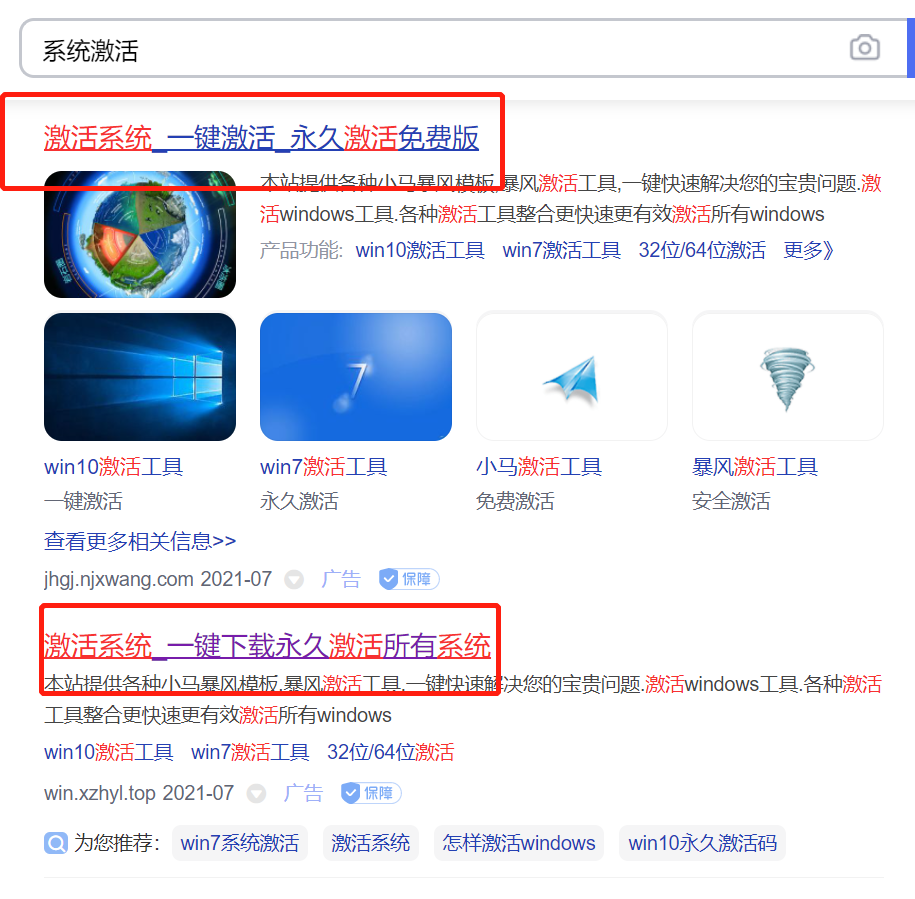 系统激活
激活系统_一键激活_永久激活免费版
本站提供各种小马暴风模板,暴风激活工具,一键快速解决您的宝贵问题.激
活windows工具.各种激活工具整合更快速更有效激活所有windows
产品功能: win10激活工具 win7激活工具 32位/64位激活 更多》
7
win10激活工具 win7激活工具 小马激活工具 暴风激活工具
一键激活 永久激活 免费激活 安全激活
查看更多相关信息>>
jhgj.njxwang.com 2021-07 广告 保障
激活系统_一键下载永久激活所有系统
本站提供各种小马暴风模板,暴风激活工具,一键快速解决您的宝贵问题.激活windows工具.各种激活
工具整合更快速更有效激活所有windows
win10激活工具 win7激活工具 32位/64位激活
win.xzhyl.top 2021-07 广告 保障
为您推荐: win7系统激活 激活系统 怎样激活windows win10永久激活码